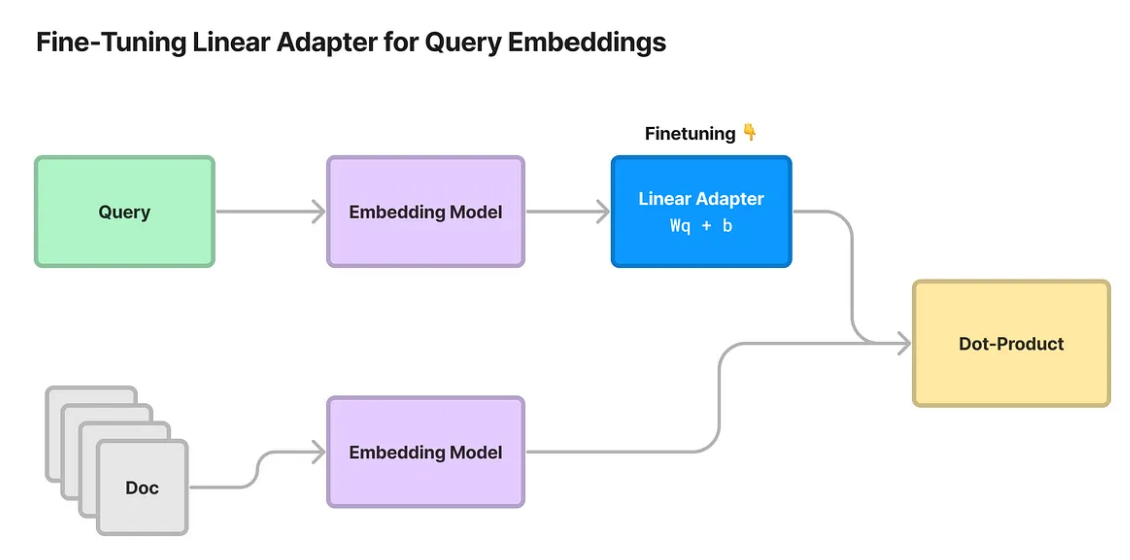 Fine-Tuning Linear Adapter for Query Embeddings
Finetuning 👇
Query
Embedding Model
Linear Adapter
Wq + b
Dot-Product
Doc
Embedding Model